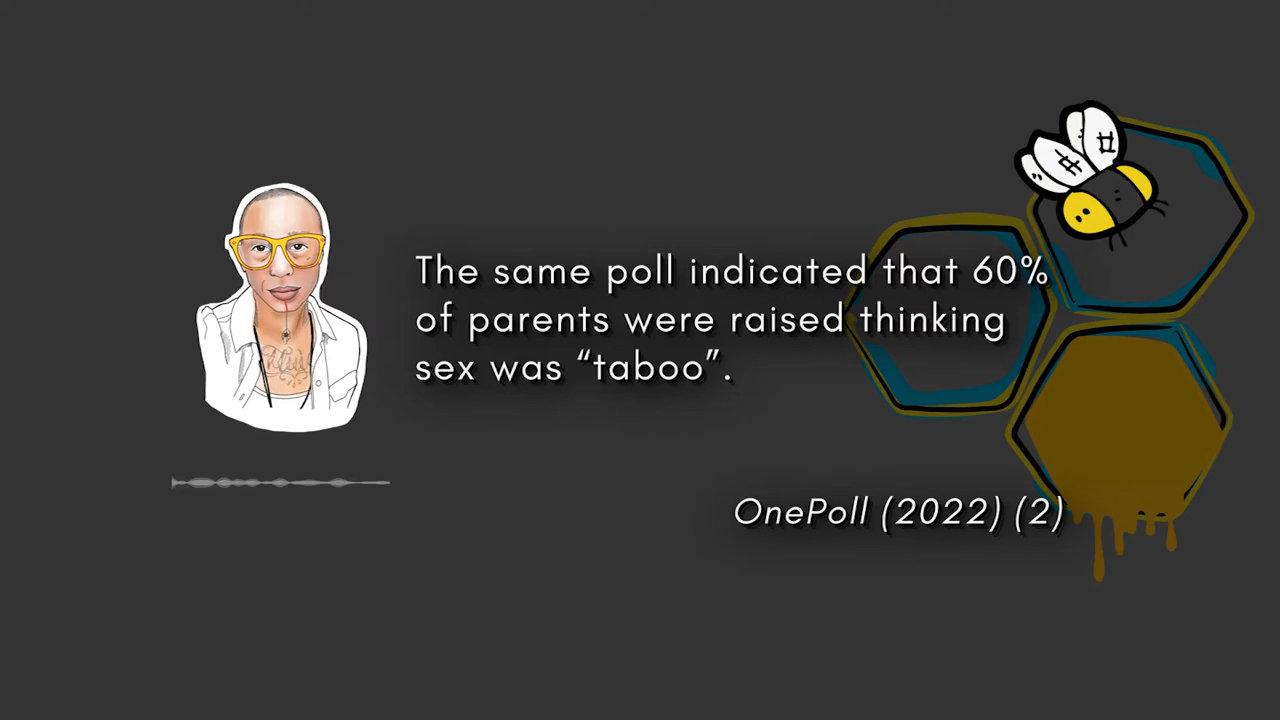 The same poll indicated that 60%
of parents were raised thinking
sex was “taboo”.
OnePoll (2022) (2)